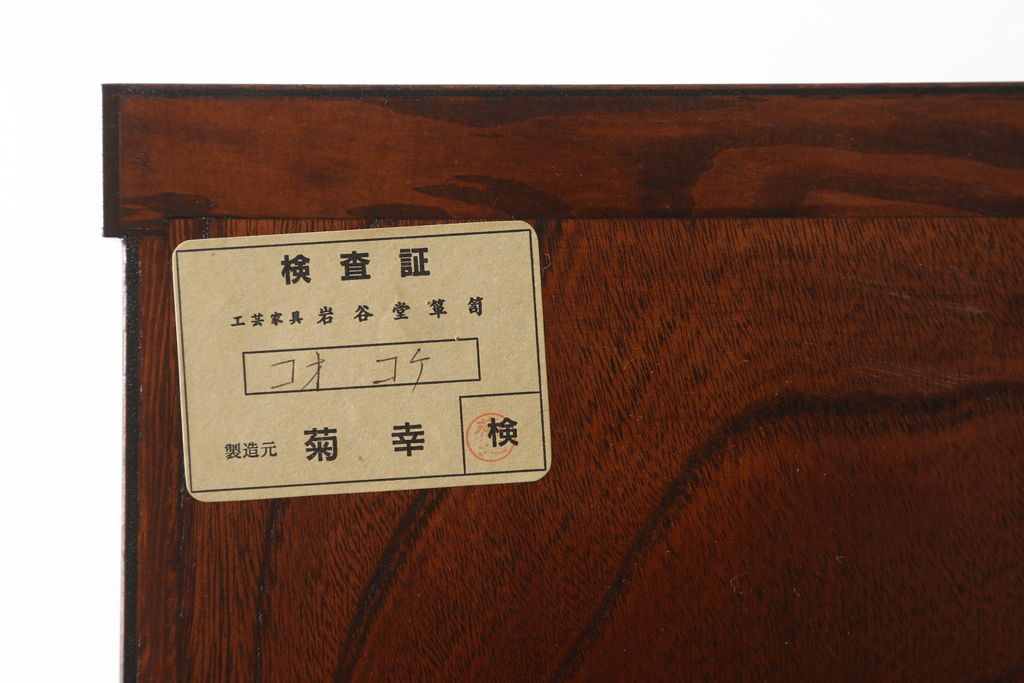 検査証
工芸家具 岩谷堂箪笥
コオ コケ
製造元 菊幸
検